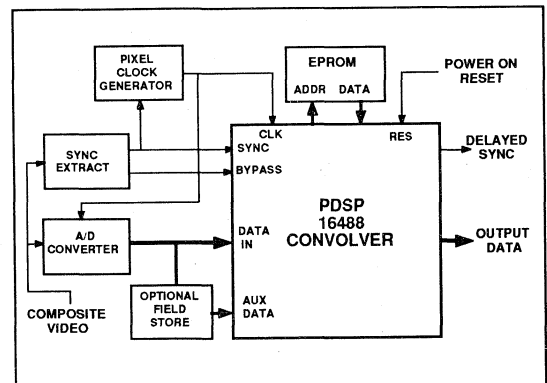 PIXEL
CLOCK
GENERATOR
EPROM
ADDR DATA
POWER ON
RESET
CLK
RES
SYNC
EXTRACT
SYNC
BYPASS
DELAYED
SYNC
PDSP
16488
CONVOLVER
A/D
CONVERTER
DATA
IN
OUTPUT
DATA
OPTIONAL
FIELD
STORE
AUX
DATA
COMPOSITE
VIDEO